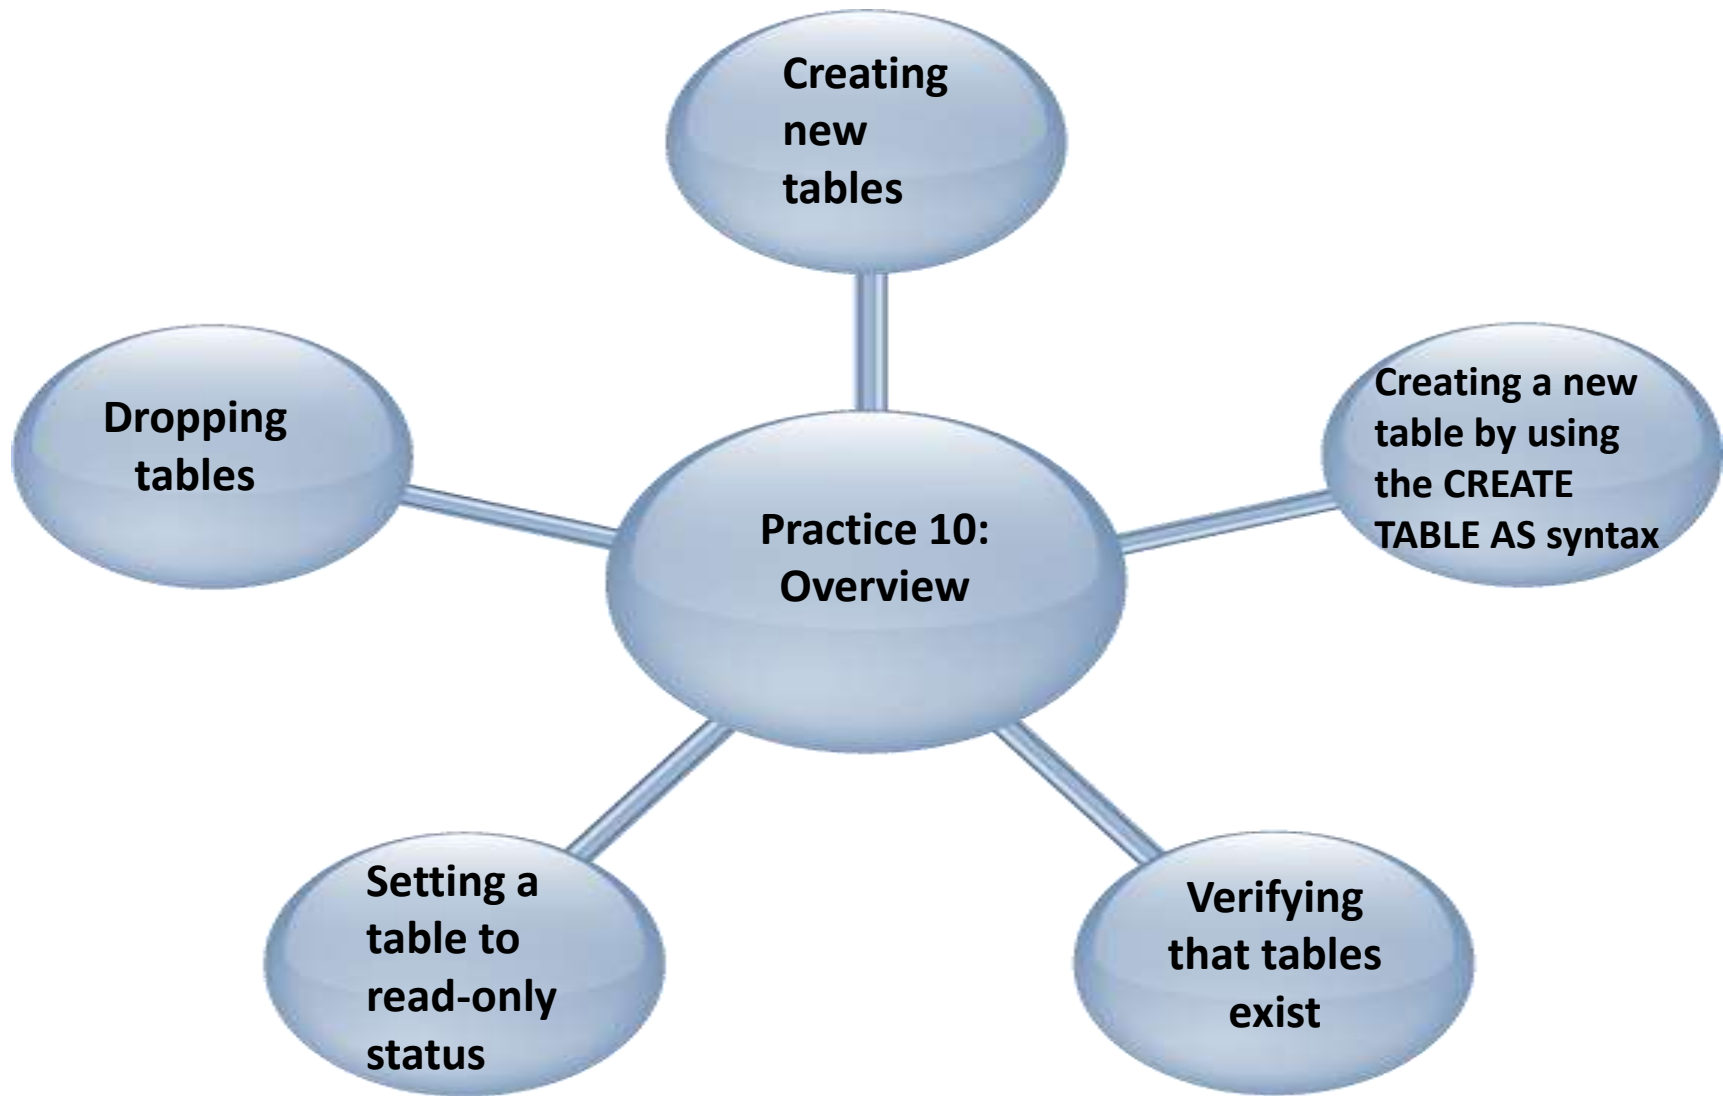 Creating
new
tables
Dropping
tables
Creating a new
table by using
the CREATE
TABLE AS syntax
Practice 10:
Overview
Setting a
table to
read-only
status
Verifying
that tables
exist